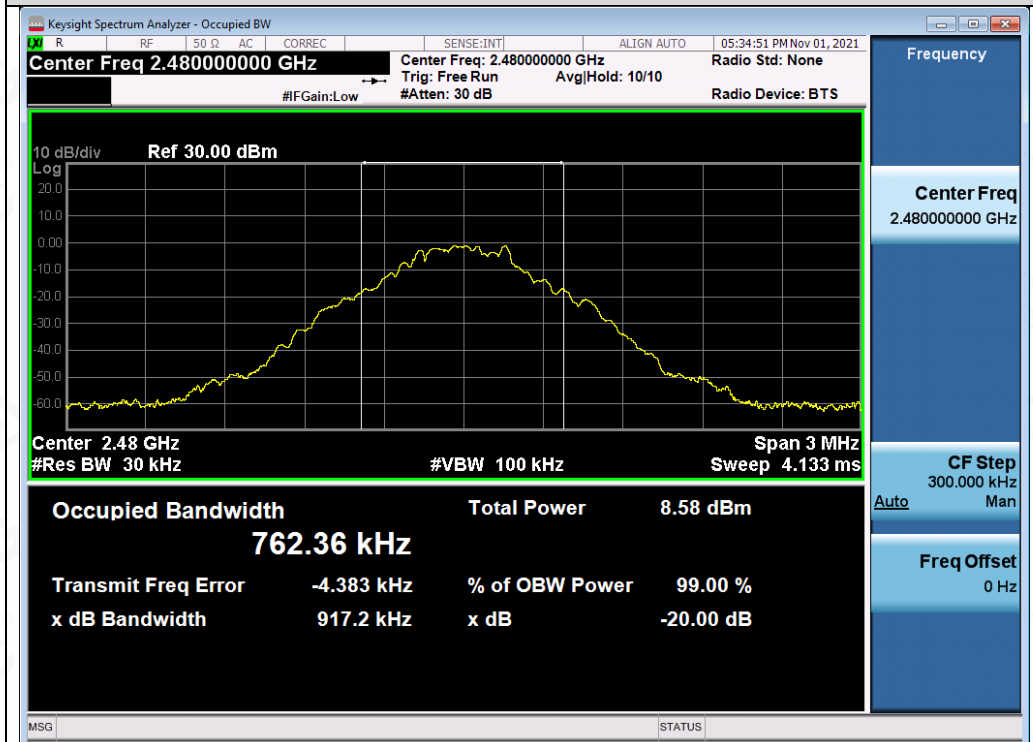 Keysight Spectrum Analyzer - Occupied BW
LXI R RF 50 Ω AC CORREC SENSE:INT ALIGN AUTO 05:34:51 PM Nov 01, 2021
Center Freq 2.480000000 GHz
Center Freq: 2.480000000 GHz Radio Std: None
Trig: Free Run Avg|Hold: 10/10
#IFGain:Low #Atten: 30 dB Radio Device: BTS
10 dB/div Ref 30.00 dBm
Log
20.0
10.0
0.00
-10.0
-20.0
-30.0
-40.0
-50.0
-60.0
Center 2.48 GHz Span 3 MHz
#Res BW 30 kHz #VBW 100 kHz Sweep 4.133 ms
Occupied Bandwidth Total Power 8.58 dBm
762.36 kHz
Transmit Freq Error -4.383 kHz % of OBW Power 99.00 %
x dB Bandwidth 917.2 kHz x dB -20.00 dB
MSG STATUS
Frequency
Center Freq
2.480000000 GHz
CF Step
300.000 kHz
Auto Man
Freq Offset
0 Hz